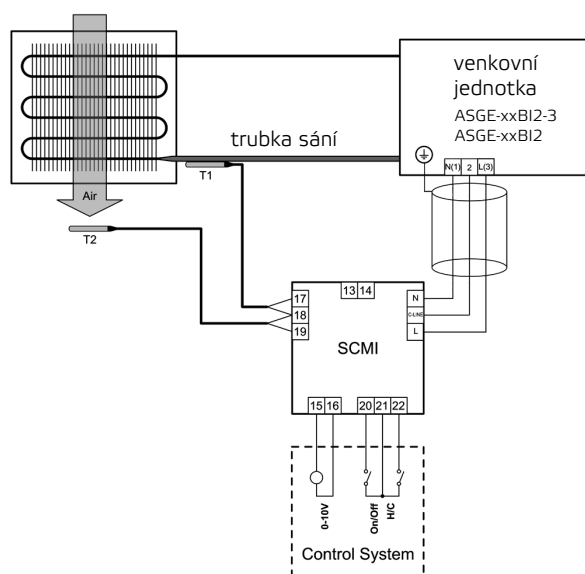 venkovní
jednotka
ASGE-xxBI2-3
ASGE-xxBI2
trubka sání
N(1) 2 L(3)
T1
Air
T2
13 14
17
18
19
N
C-LINE
L
SCMI
15 16 20 21 22
0-10V
On/Off
H/C
Control System